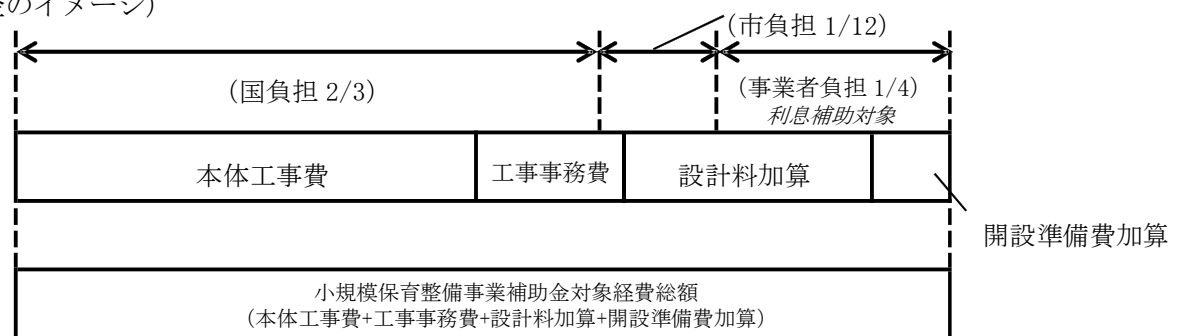 のイメージ）
（市負担 1/12）
（国負担 2/3）
（事業者負担 1/4）
利息補助対象
本体工事費
工事事務費
設計料加算
開設準備費加算
小規模保育整備事業補助金対象経費総額
（本体工事費+工事事務費+設計料加算+開設準備費加算）